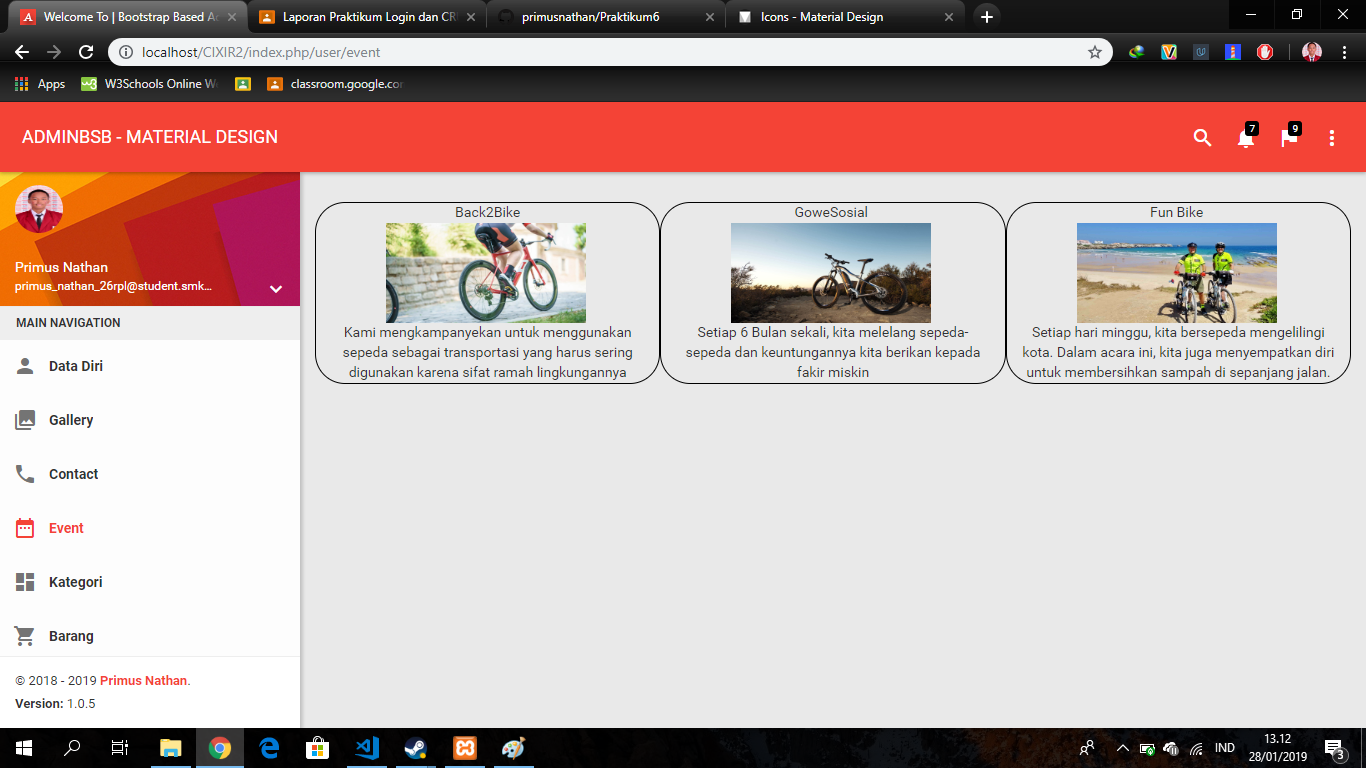 Welcome To | Bootstrap Based Ad
Laporan Praktikum Login dan CR
primusnathan/Praktikum6
Icons - Material Design
localhost/CIXIR2/index.php/user/event
Apps
W3Schools Online W
classroom.google.co
ADMINBSB - MATERIAL DESIGN
7
9
Primus Nathan
primus_nathan_26rpl@student.smk...
MAIN NAVIGATION
Data Diri
Gallery
Contact
Event
Kategori
Barang
© 2018 - 2019 Primus Nathan.
Version: 1.0.5
Back2Bike
Kami mengkampanyekan untuk menggunakan
sepeda sebagai transportasi yang harus sering
digunakan karena sifat ramah lingkungannya
GoweSosial
Setiap 6 Bulan sekali, kita melelang sepeda-
sepeda dan keuntungannya kita berikan kepada
fakir miskin
Fun Bike
Setiap hari minggu, kita bersepeda mengelilingi
kota. Dalam acara ini, kita juga menyempatkan diri
untuk membersihkan sampah di sepanjang jalan.
IND
13.12
28/01/2019
3